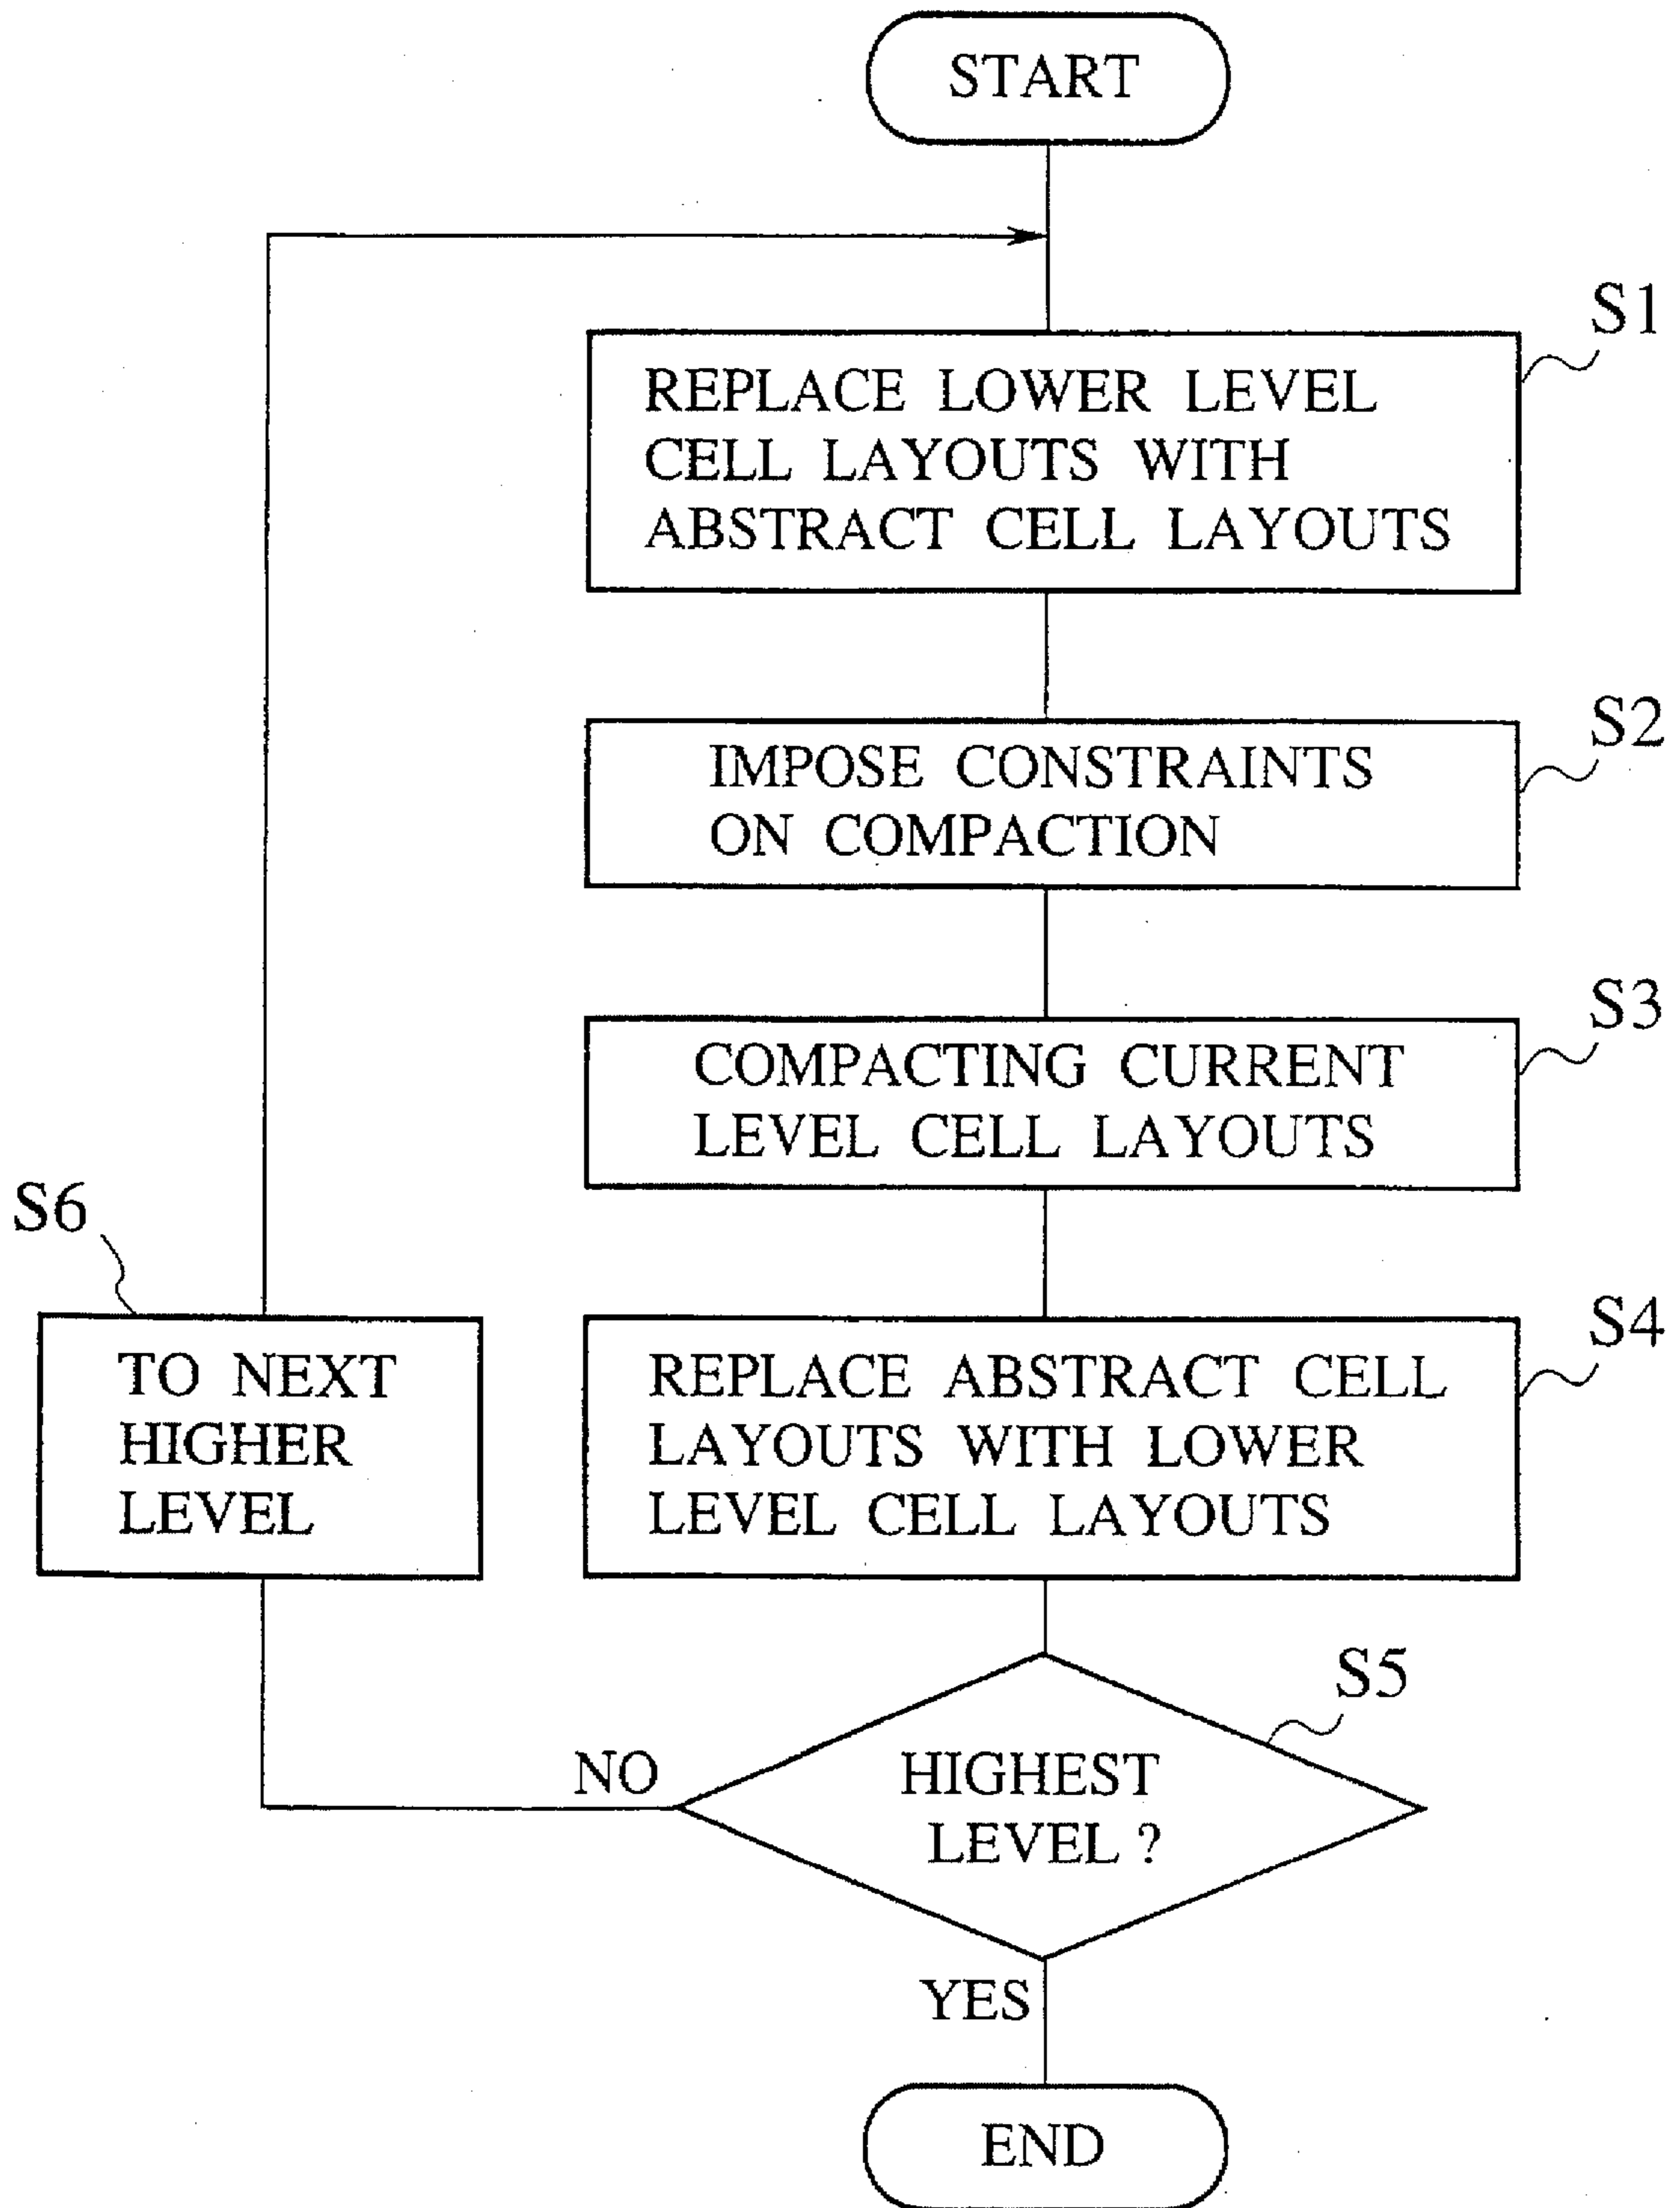 START
S1
REPLACE LOWER LEVEL
CELL LAYOUTS WITH
ABSTRACT CELL LAYOUTS
S2
IMPOSE CONSTRAINTS
ON COMPACTION
S3
COMPACTING CURRENT
LEVEL CELL LAYOUTS
S6
TO NEXT
HIGHER
LEVEL
S4
REPLACE ABSTRACT CELL
LAYOUTS WITH LOWER
LEVEL CELL LAYOUTS
S5
NO
HIGHEST
LEVEL ?
YES
END